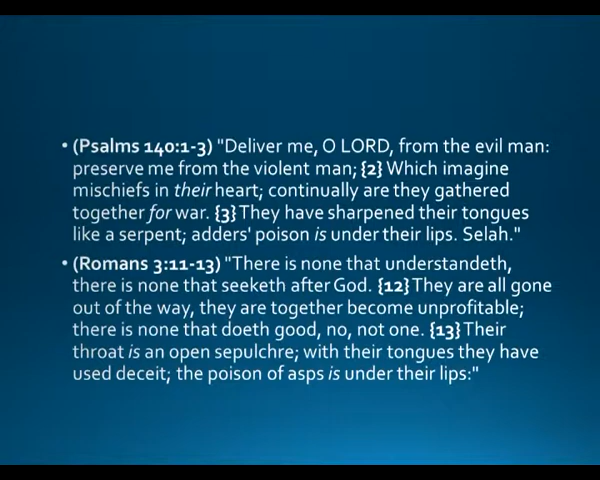 • (Psalms 140:1-3) "Deliver me, O LORD, from the evil man:
preserve me from the violent man; {2} Which imagine
mischiefs in their heart; continually are they gathered
together for war. {3} They have sharpened their tongues
like a serpent; adders' poison is under their lips. Selah."
• (Romans 3:11-13) "There is none that understandeth,
there is none that seeketh after God. {12} They are all gone
out of the way, they are together become unprofitable;
there is none that doeth good, no, not one. {13} Their
throat is an open sepulchre; with their tongues they have
used deceit; the poison of asps is under their lips:"